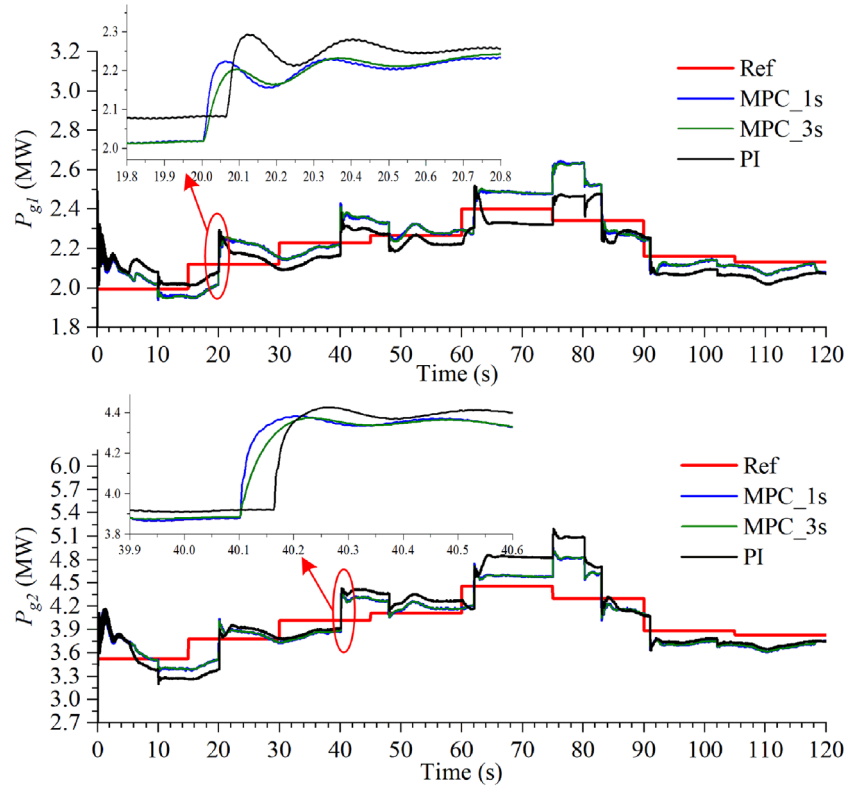 2.3
2.2
2.1
2.0
19.8 19.9 20.0 20.1 20.2 20.3 20.4 20.5 20.6 20.7 20.8
3.2
3.0
2.8
2.6
2.4
2.2
2.0
1.8
P_g1 (MW)
Ref
MPC_1s
MPC_3s
PI
0 10 20 30 40 50 60 70 80 90 100 110 120
Time (s)
4.4
4.2
4.0
3.8
39.9 40.0 40.1 40.2 40.3 40.4 40.5 40.6
6.0
5.7
5.4
5.1
4.8
4.5
4.2
3.9
3.6
3.3
3.0
2.7
P_g2 (MW)
Ref
MPC_1s
MPC_3s
PI
0 10 20 30 40 50 60 70 80 90 100 110 120
Time (s)